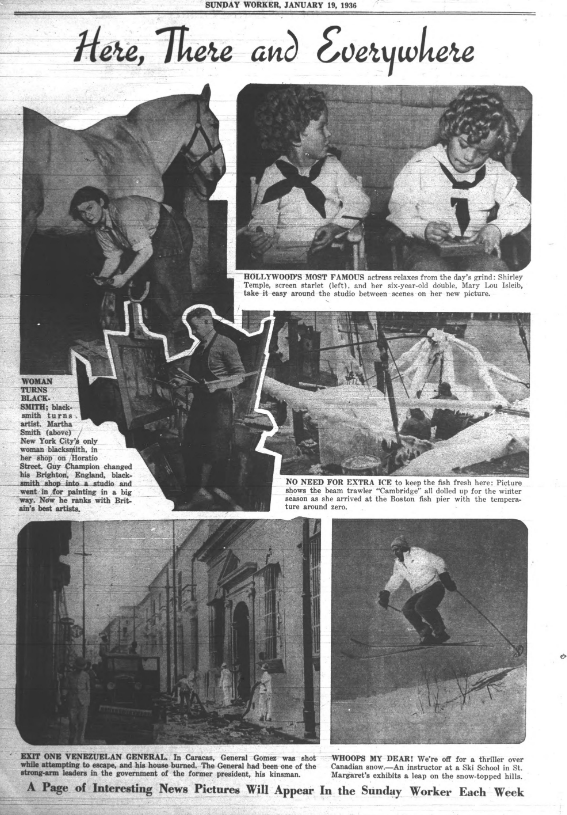 SUNDAY WORKER, JANUARY 19, 1936
Here, There and Everywhere
HOLLYWOOD'S MOST FAMOUS actress relaxes from the day's grind: Shirley
Temple, screen starlet (left), and her six-year-old double, Mary Lou Isleib,
take it easy around the studio between scenes on her new picture.
WOMAN
TURNS
BLACK-
SMITH; black-
smith turns
artist. Martha
Smith (above)
New York City's only
woman blacksmith, in
her shop on Horatio
Street. Guy Champion changed
his Brighton, England, black-
smith shop into a studio and
went in for painting in a big
way. Now he ranks with Brit-
ain's best artists.
NO NEED FOR EXTRA ICE to keep the fish fresh here: Picture
shows the beam trawler "Cambridge" all dolled up for the winter
season as she arrived at the Boston fish pier with the tempera-
ture around zero.
EXIT ONE VENEZUELAN GENERAL. In Caracas, General Gomez was shot
while attempting to escape, and his house burned. The General had been one of the
strong-arm leaders in the government of the former president, his kinsman.
WHOOPS MY DEAR! We're off for a thriller over
Canadian snow.—An instructor at a Ski School in St.
Margaret's exhibits a leap on the snow-topped hills.
A Page of Interesting News Pictures Will Appear In the Sunday Worker Each Week